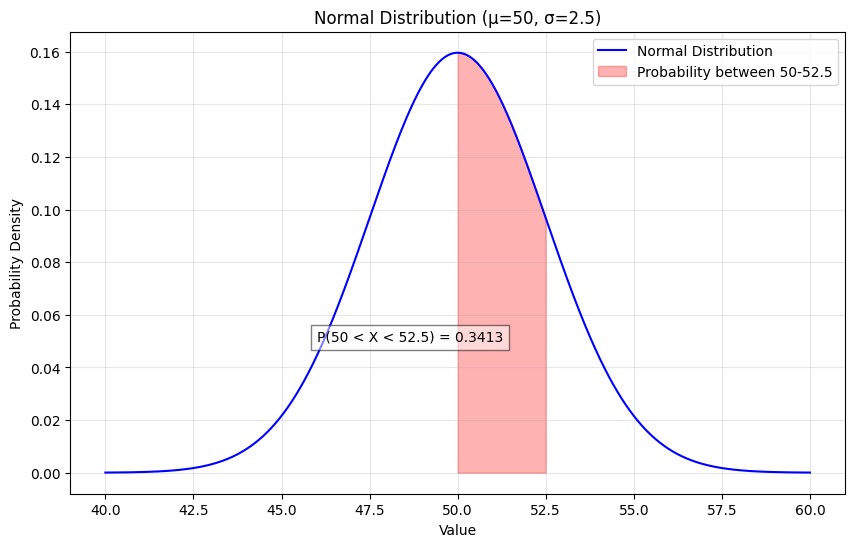 Normal Distribution (μ=50, σ=2.5)
Normal Distribution
Probability between 50-52.5
0.16
0.14
0.12
0.10
0.08
0.06
0.04
0.02
0.00
Probability Density
P(50 < X < 52.5) = 0.3413
40.0 42.5 45.0 47.5 50.0 52.5 55.0 57.5 60.0
Value